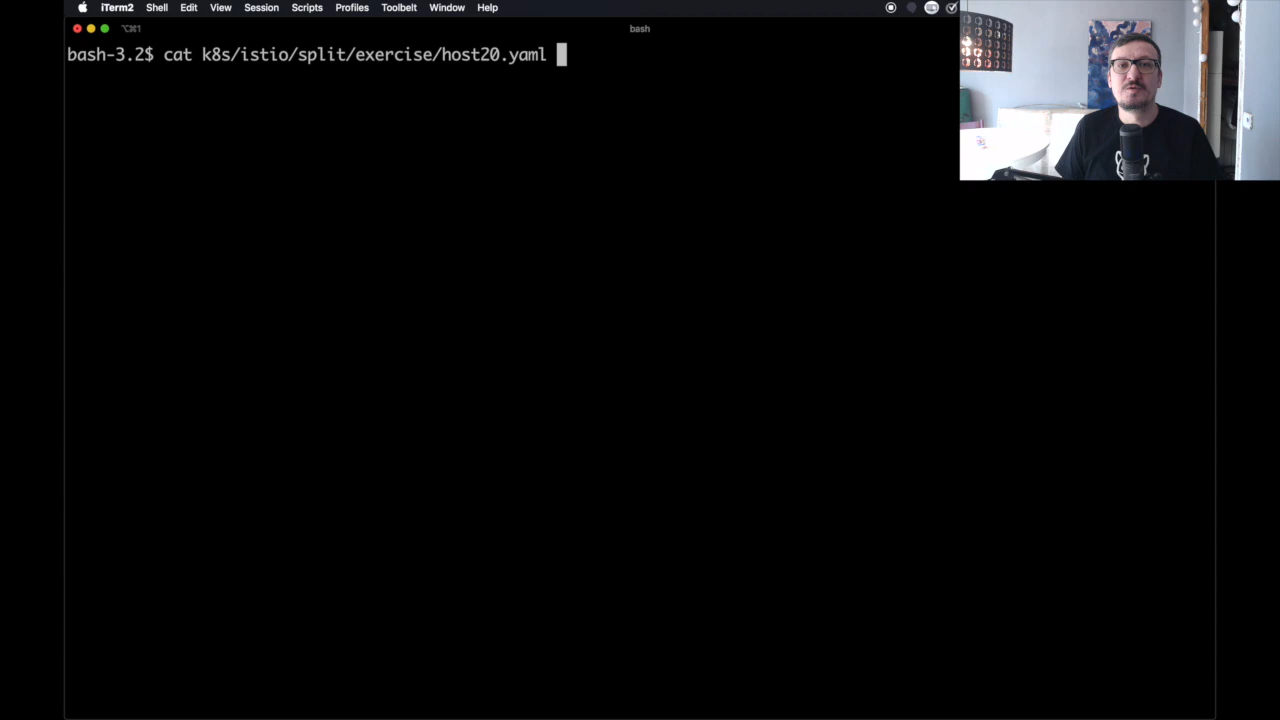 iTerm2 Shell Edit View Session Scripts Profiles Toolbelt Window Help
⌥⌘1 bash
bash-3.2$ cat k8s/istio/split/exercise/host20.yaml